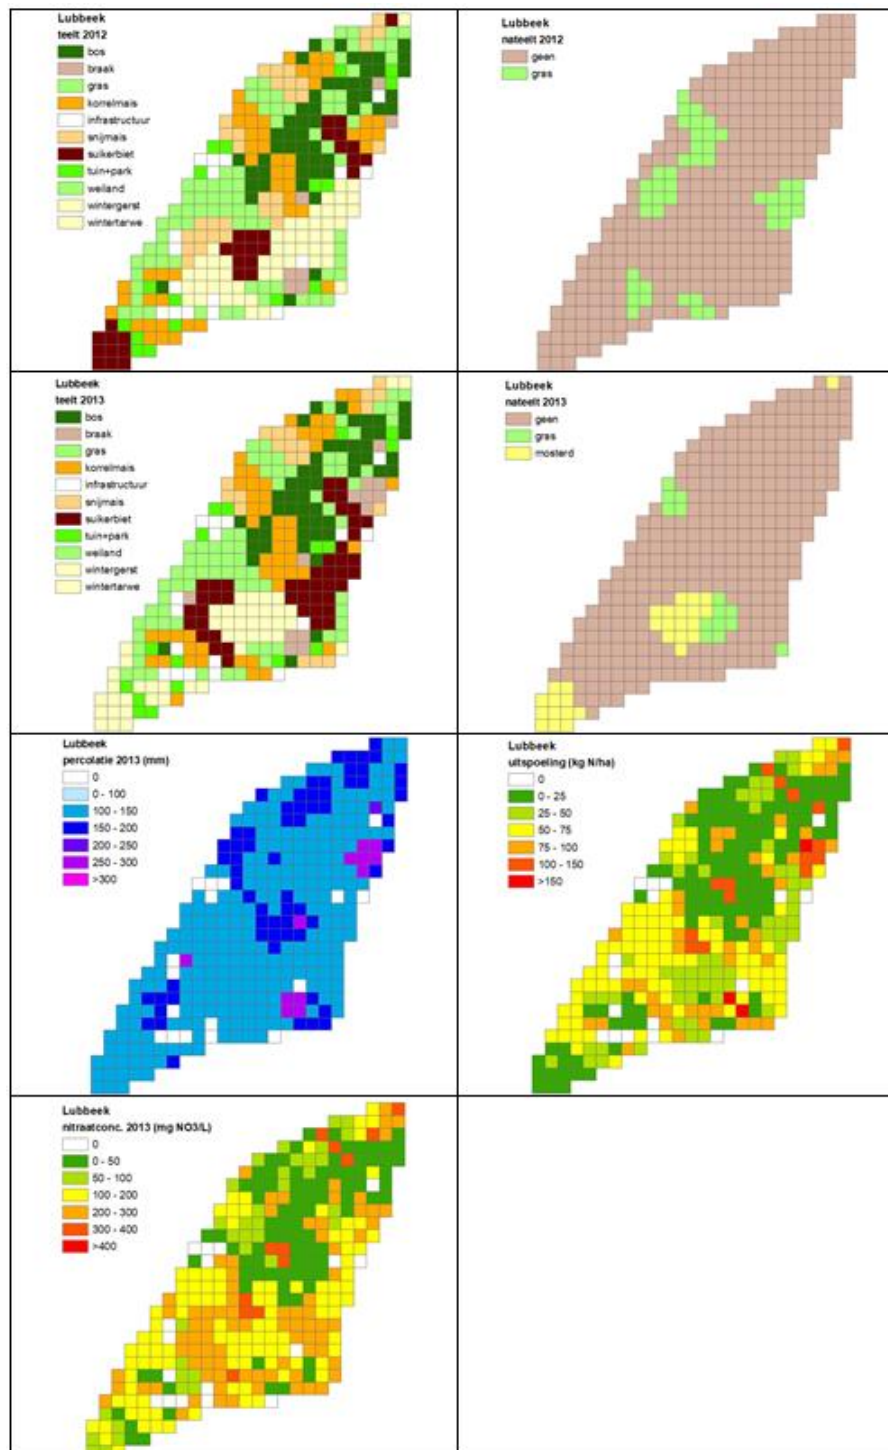 Lubbeek
teelt 2012
bos
braak
gras
korrelmais
infrastructuur
snijmais
suikerbiet
tuin+park
weiland
wintergerst
wintertarwe
Lubbeek
nateelt 2012
geen
gras
Lubbeek
teelt 2013
bos
braak
gras
korrelmais
infrastructuur
snijmais
suikerbiet
tuin+park
weiland
wintergerst
wintertarwe
Lubbeek
nateelt 2013
geen
gras
mosterd
Lubbeek
percolatie 2013 (mm)
0
0 - 100
100 - 150
150 - 200
200 - 250
250 - 300
>300
Lubbeek
uitspoeling (kg N/ha)
0
0 - 25
25 - 50
50 - 75
75 - 100
100 - 150
>150
Lubbeek
nitraatconc. 2013 (mg NO3/L)
0
0 - 50
50 - 100
100 - 200
200 - 300
300 - 400
>400